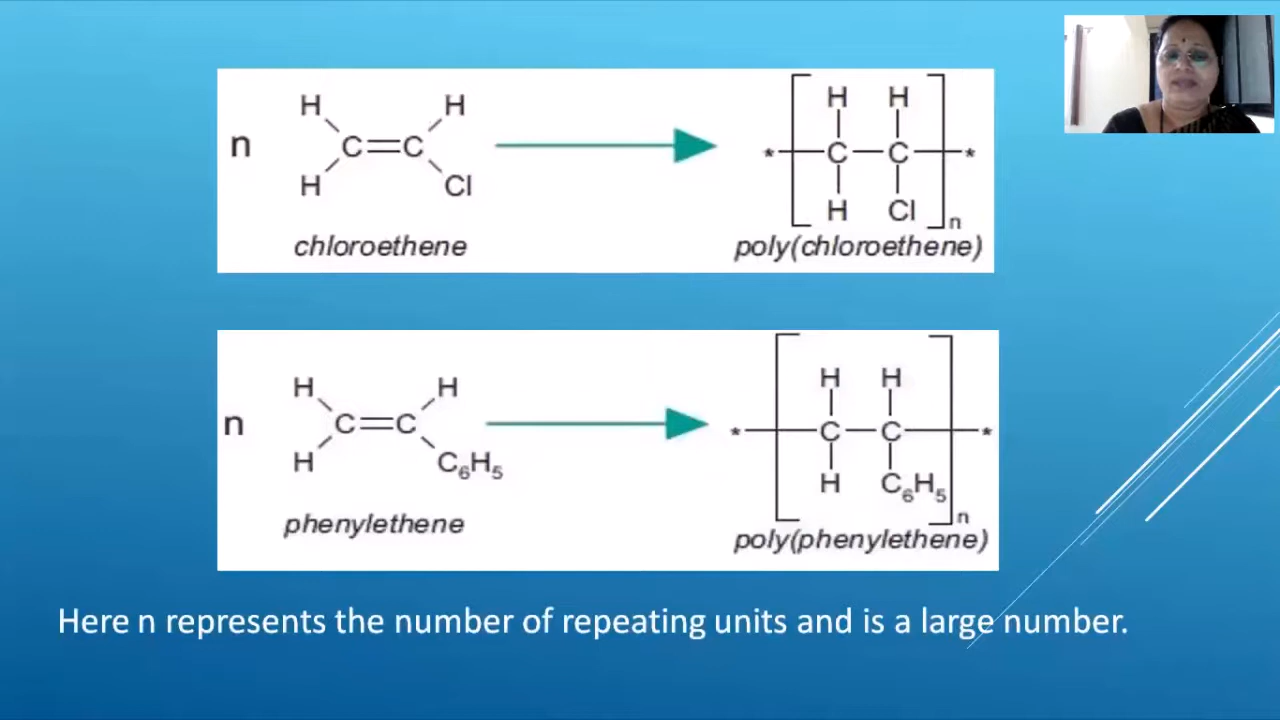 H H H H
n C=C * C C *
H Cl H Cl n
chloroethene poly(chloroethene)
H H H H
n C=C * C C *
H C₆H₅ H C₆H₅ n
phenylethene poly(phenylethene)
Here n represents the number of repeating units and is a large number.